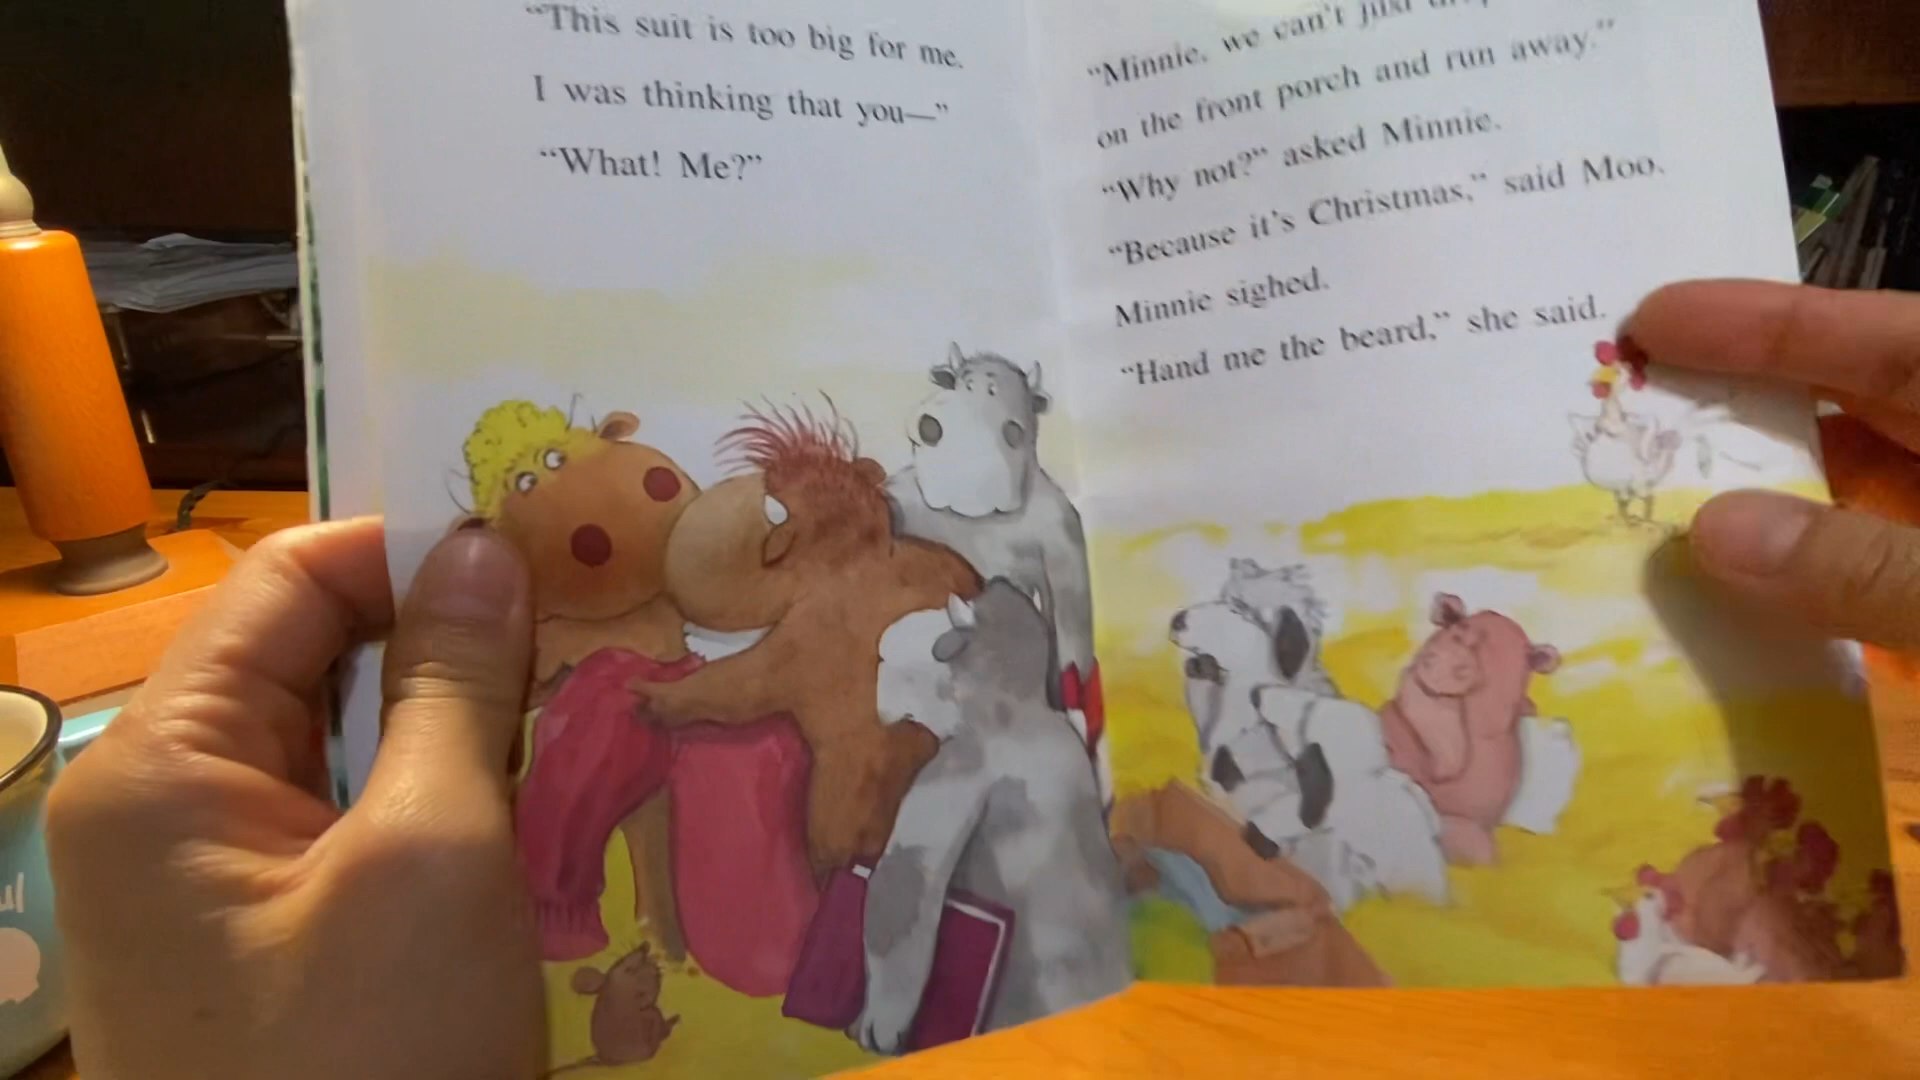 “This suit is too big for me.
I was thinking that you—”
“What! Me?”
“Minnie, we can't just
on the front porch and run away.”
“Why not?” asked Minnie.
“Because it's Christmas,” said Moo.
Minnie sighed.
“Hand me the beard,” she said.